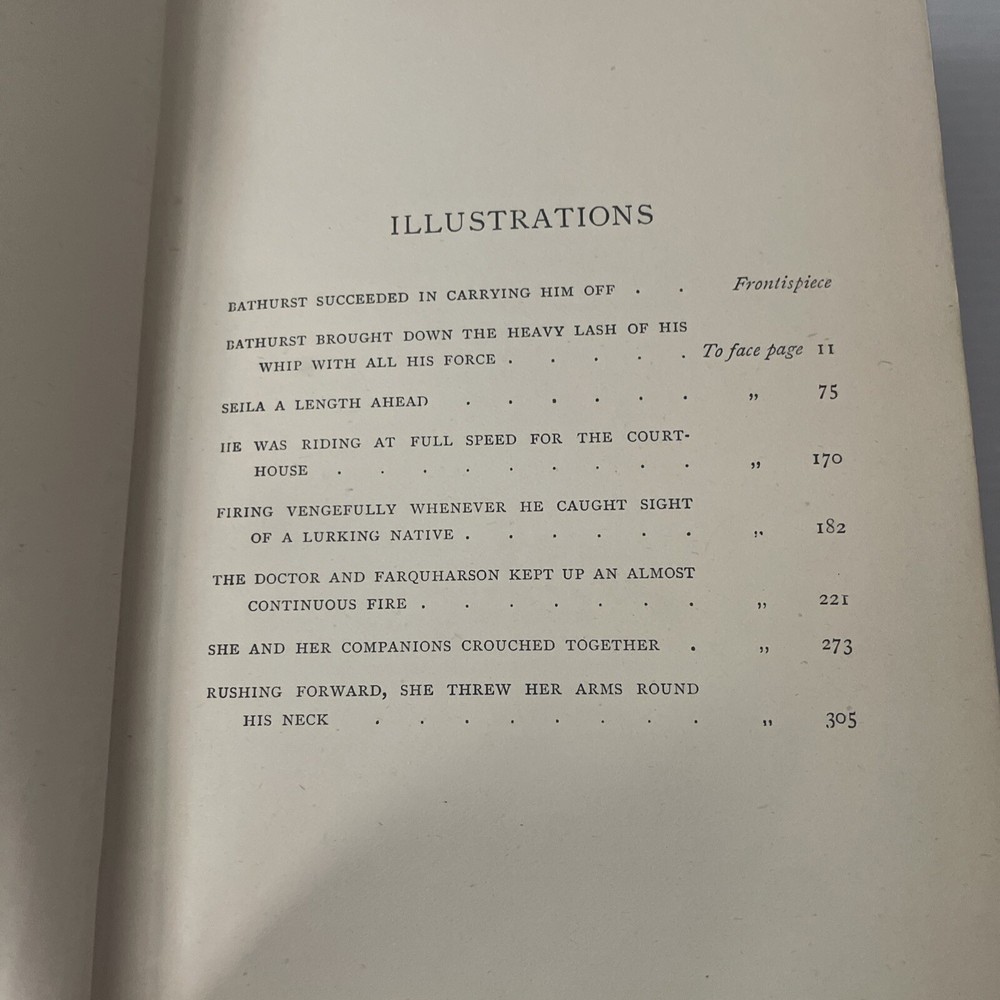 ILLUSTRATIONS
BATHURST SUCCEEDED IN CARRYING HIM OFF . . Frontispiece
BATHURST BROUGHT DOWN THE HEAVY LASH OF HIS
WHIP WITH ALL HIS FORCE . . . . . To face page 11
SEILA A LENGTH AHEAD . . . . . . „ 75
HE WAS RIDING AT FULL SPEED FOR THE COURT-
HOUSE . . . . . . . . . „ 170
FIRING VENGEFULLY WHENEVER HE CAUGHT SIGHT
OF A LURKING NATIVE . . . . . . „ 182
THE DOCTOR AND FARQUHARSON KEPT UP AN ALMOST
CONTINUOUS FIRE . . . . . . . „ 221
SHE AND HER COMPANIONS CROUCHED TOGETHER . „ 273
RUSHING FORWARD, SHE THREW HER ARMS ROUND
HIS NECK . . . . . . . . „ 305